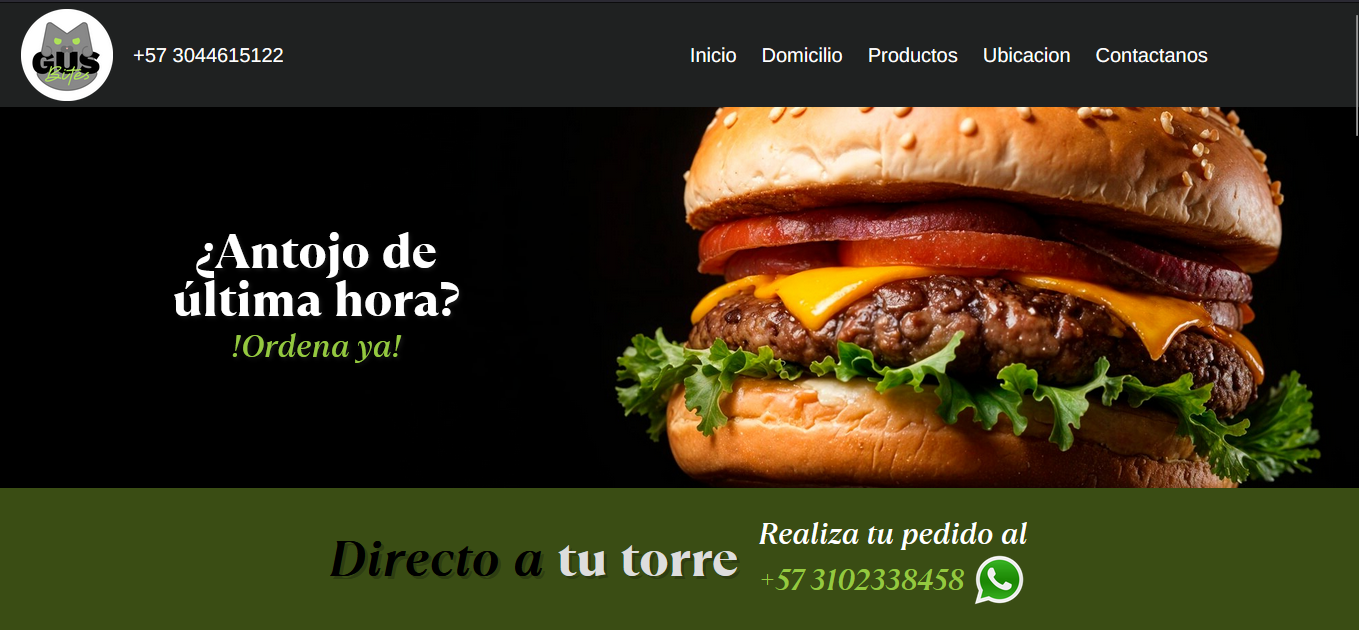 GUS
Bites
+57 3044615122
Inicio Domicilio Productos Ubicacion Contactanos
¿Antojo de
última hora?
!Ordena ya!
Directo a tu torre
Realiza tu pedido al
+57 3102338458